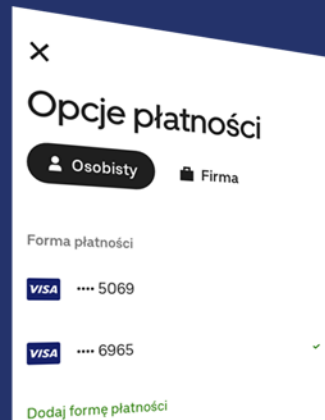 Opcje płatności
Osobisty Firma
Forma płatności
VISA •••• 5069
VISA •••• 6965
Dodaj formę płatności